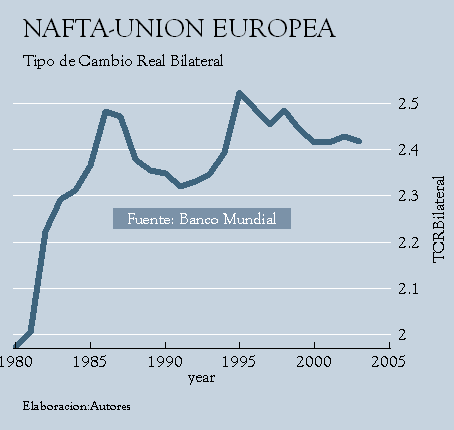 NAFTA-UNION EUROPEA
Tipo de Cambio Real Bilateral
2.5
2.4
2.3
2.2
2.1
2
TCRBilateral
Fuente: Banco Mundial
1980 1985 1990 1995 2000 2005
year
Elaboracion:Autores